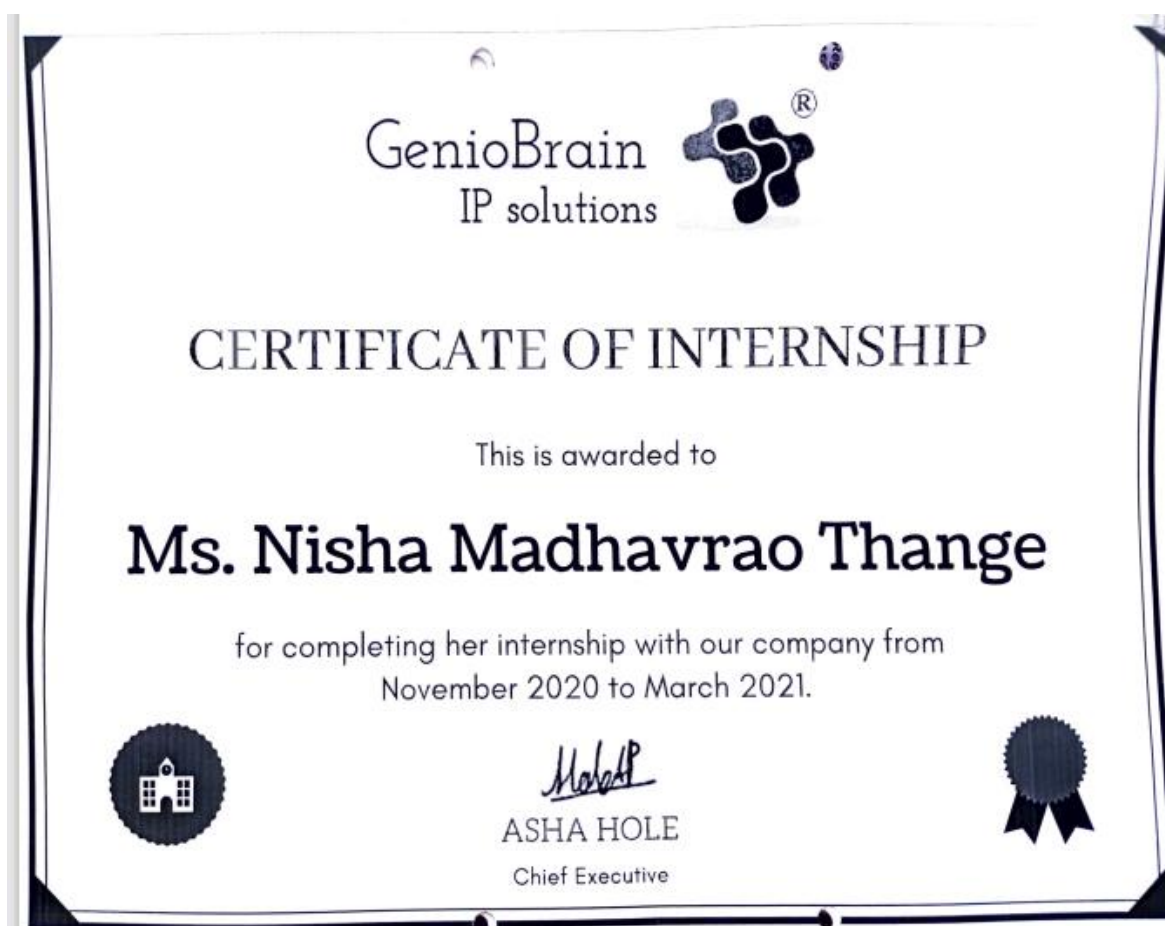 GenioBrain
®
IP solutions
CERTIFICATE OF INTERNSHIP
This is awarded to
Ms. Nisha Madhavrao Thange
for completing her internship with our company from
November 2020 to March 2021.
ASHA HOLE
Chief Executive